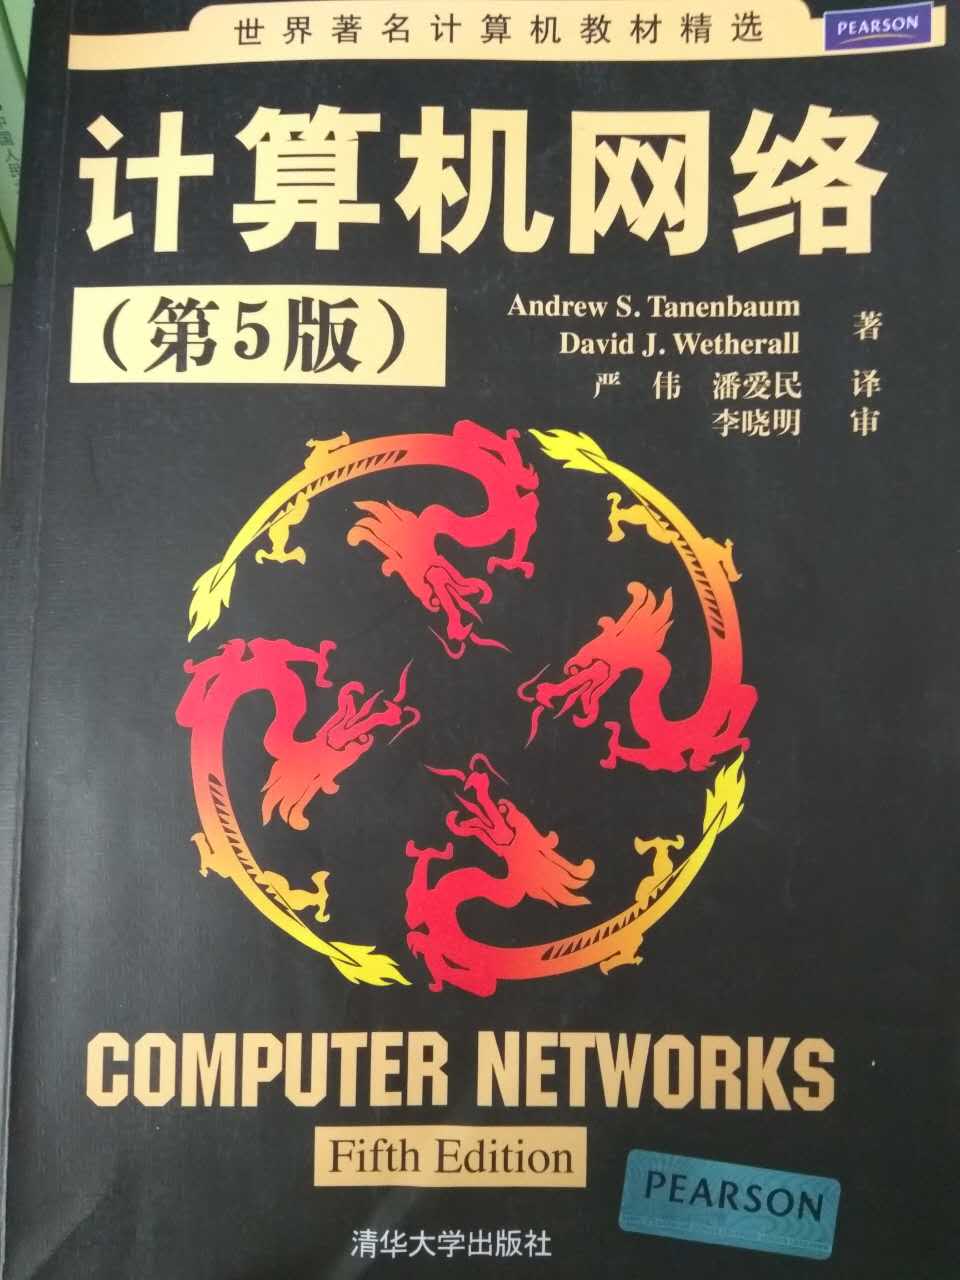 世界著名计算机教材精选
PEARSON
计算机网络
（第5版）
Andrew S. Tanenbaum
David J. Wetherall
著
严 伟 潘爱民 译
李晓明 审
COMPUTER NETWORKS
Fifth Edition
PEARSON
清华大学出版社